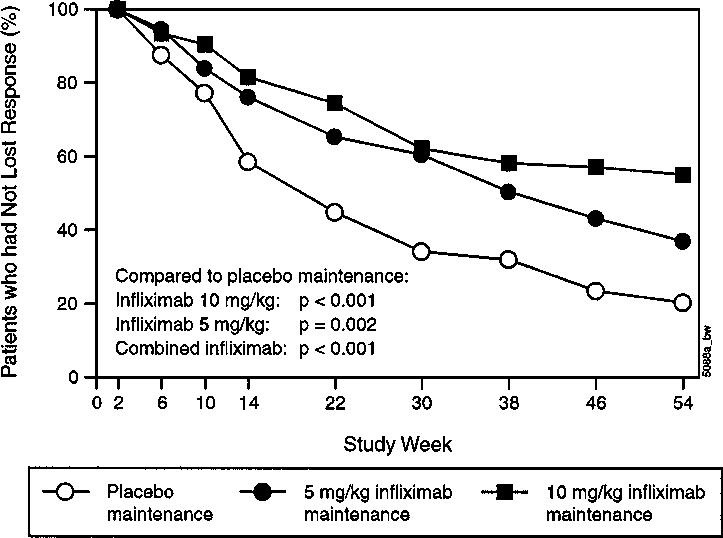 Patients who had Not Lost Response (%)
100
80
60
40
20
0
Compared to placebo maintenance:
Infliximab 10 mg/kg: p < 0.001
Infliximab 5 mg/kg: p = 0.002
Combined infliximab: p < 0.001
5088a_bw
0 2 6 10 14 22 30 38 46 54
Study Week
Placebo
maintenance
5 mg/kg infliximab
maintenance
10 mg/kg infliximab
maintenance